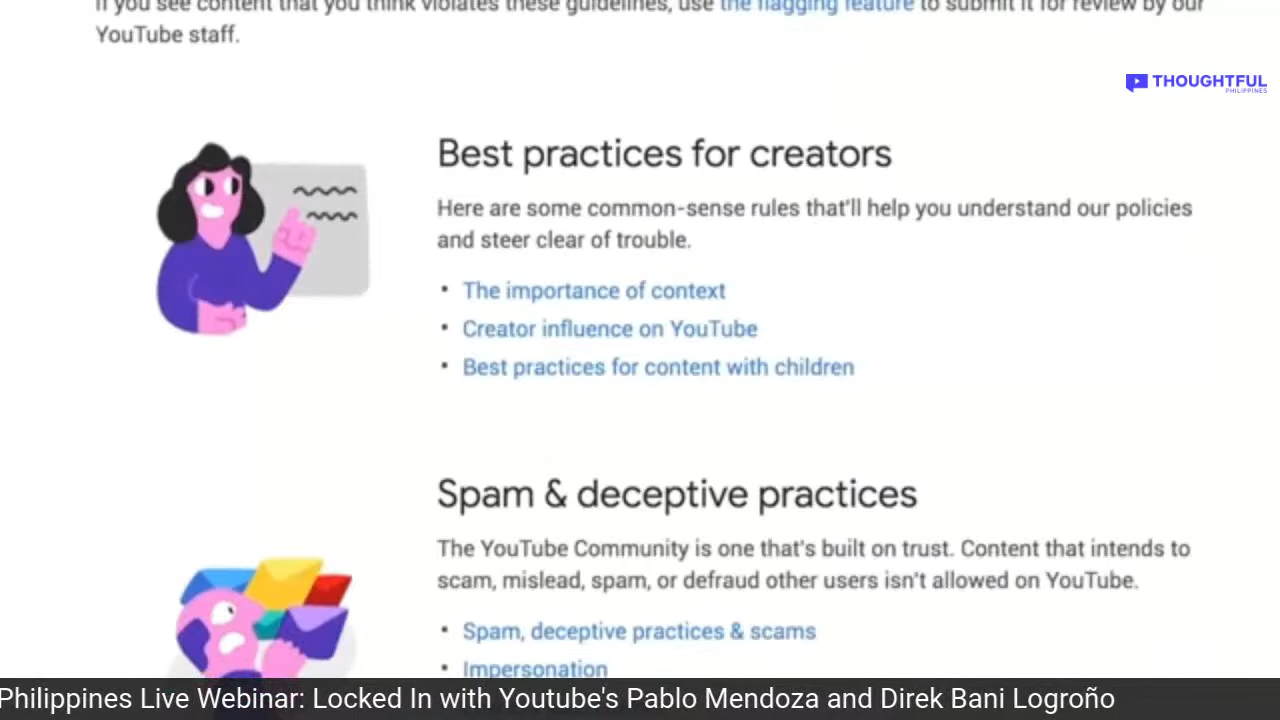 If you see content that you think violates these guidelines, use the flagging feature to submit it for review by our
YouTube staff.
THOUGHTFUL
PHILIPPINES
Best practices for creators
Here are some common-sense rules that'll help you understand our policies
and steer clear of trouble.
• The importance of context
• Creator influence on YouTube
• Best practices for content with children
Spam & deceptive practices
The YouTube Community is one that's built on trust. Content that intends to
scam, mislead, spam, or defraud other users isn't allowed on YouTube.
• Spam, deceptive practices & scams
• Impersonation
Philippines Live Webinar: Locked In with Youtube's Pablo Mendoza and Direk Bani Logroño